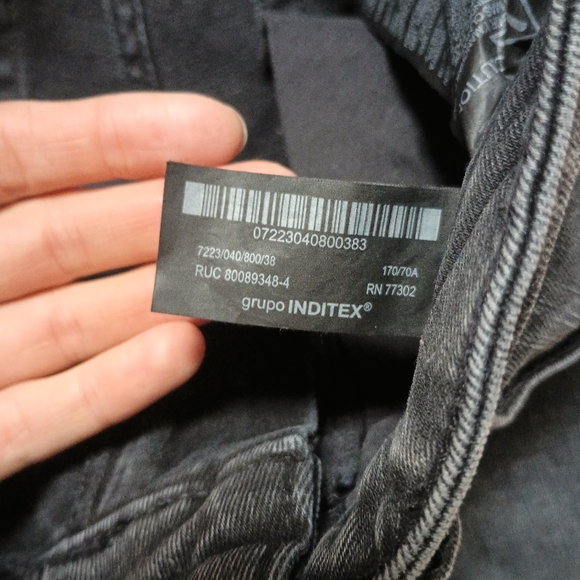 07223040800383
7223/040/800/38
170/70A
RUC 80089348-4
RN 77302
grupo INDITEX®